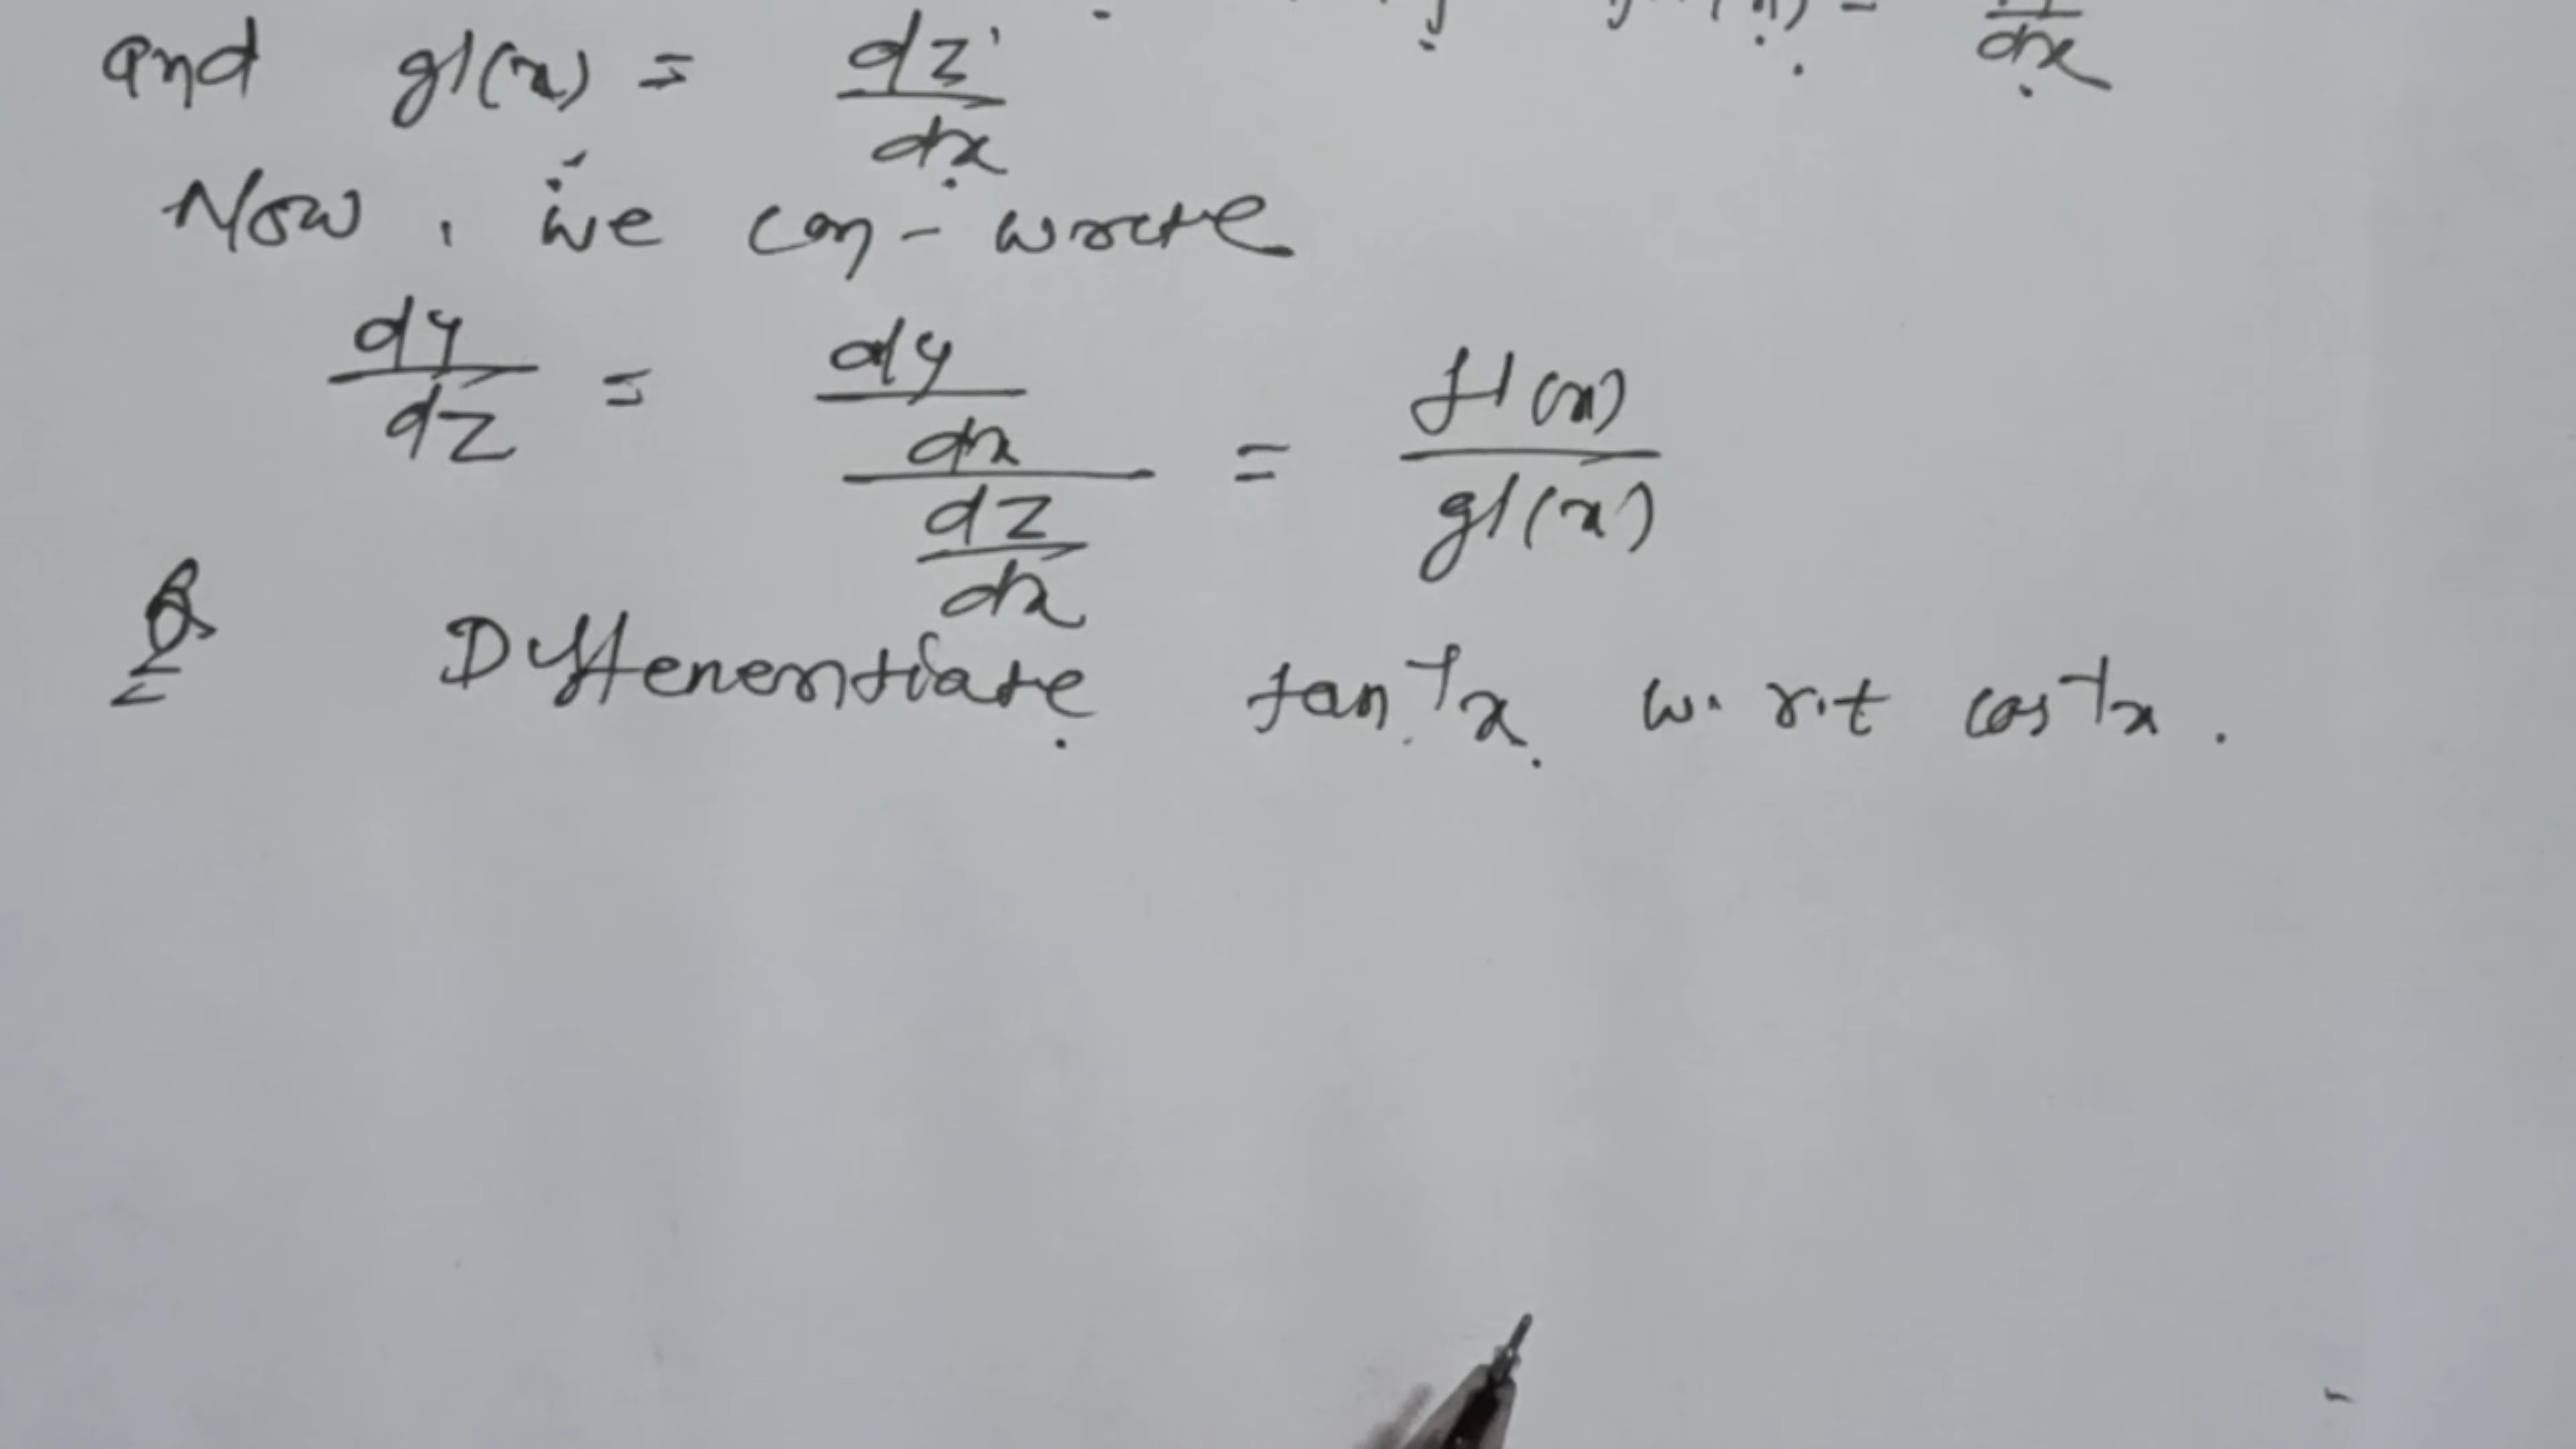 and g'(x) = dz/dx
Now, we can write
dy/dz = dy/dx / dz/dx = f'(x) / g'(x)
Q Differentiate tan⁻¹x w.r.t cos⁻¹x.